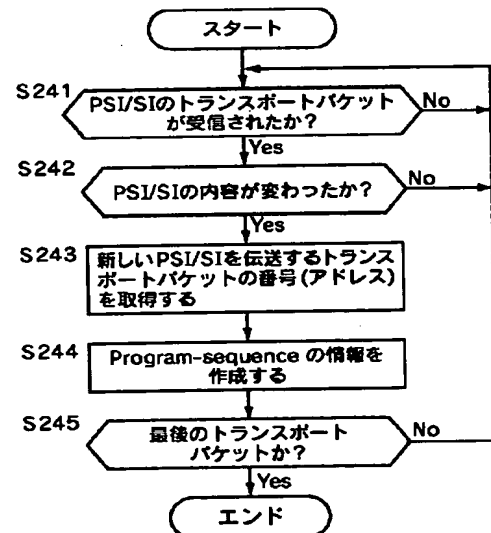 スタート
S241
PSI/SIのトランスポートパケット
が受信されたか?
No
Yes
S242
PSI/SIの内容が変わったか?
No
Yes
S243
新しいPSI/SIを伝送するトランス
ポートパケットの番号(アドレス)
を取得する
S244
Program-sequence の情報を
作成する
S245
最後のトランスポート
パケットか?
No
Yes
エンド